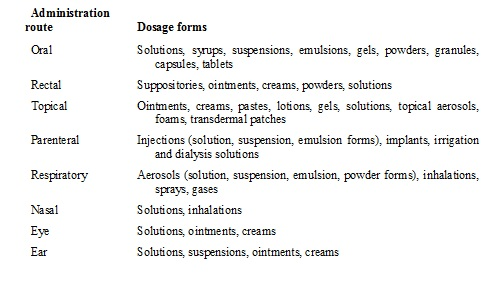 Administration
route Dosage forms
Oral Solutions, syrups, suspensions, emulsions, gels, powders, granules,
capsules, tablets
Rectal Suppositories, ointments, creams, powders, solutions
Topical Ointments, creams, pastes, lotions, gels, solutions, topical aerosols,
foams, transdermal patches
Parenteral Injections (solution, suspension, emulsion forms), implants, irrigation
and dialysis solutions
Respiratory Aerosols (solution, suspension, emulsion, powder forms), inhalations,
sprays, gases
Nasal Solutions, inhalations
Eye Solutions, ointments, creams
Ear Solutions, suspensions, ointments, creams